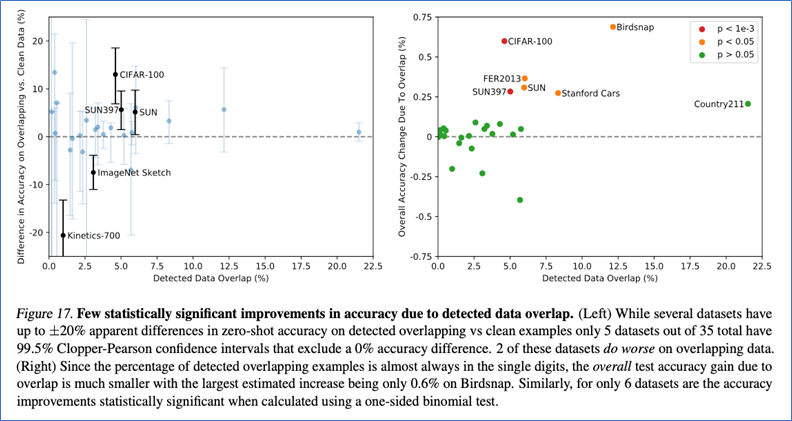 Difference in Accuracy on Overlapping vs. Clean Data (%)
20
10
0
-10
-20
CIFAR-100
SUN397
SUN
ImageNet Sketch
Kinetics-700
0.0 2.5 5.0 7.5 10.0 12.5 15.0 17.5 20.0 22.5
Detected Data Overlap (%)
Overall Accuracy Change Due To Overlap (%)
0.75
0.5
0.25
0
-0.25
-0.5
-0.75
Birdsnap
CIFAR-100
FER2013
SUN
SUN397
Stanford Cars
Country211
p < 1e-3
p < 0.05
p > 0.05
0.0 2.5 5.0 7.5 10.0 12.5 15.0 17.5 20.0 22.5
Detected Data Overlap (%)
Figure 17. Few statistically significant improvements in accuracy due to detected data overlap. (Left) While several datasets have
up to ±20% apparent differences in zero-shot accuracy on detected overlapping vs clean examples only 5 datasets out of 35 total have
99.5% Clopper-Pearson confidence intervals that exclude a 0% accuracy difference. 2 of these datasets do worse on overlapping data.
(Right) Since the percentage of detected overlapping examples is almost always in the single digits, the overall test accuracy gain due to
overlap is much smaller with the largest estimated increase being only 0.6% on Birdsnap. Similarly, for only 6 datasets are the accuracy
improvements statistically significant when calculated using a one-sided binomial test.